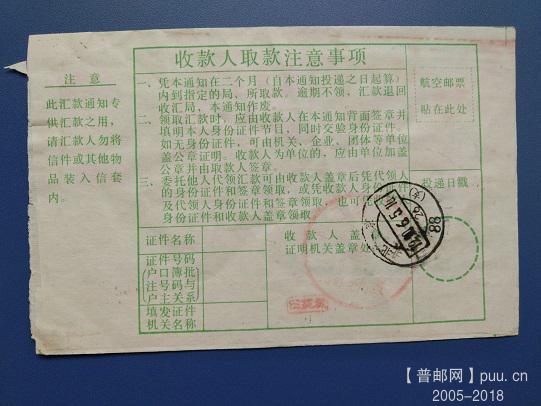 收款人取款注意事项
注意
此汇款通知专
供汇款之用，
请汇款人勿将
信件或其他物
品装入信套
内。
一、凭本通知在二个月（自本通知投递之日起算）
内到指定的局，所取款。逾期不领、汇款退回
收汇局，本通知作废。
二、领取汇款时，应由收款人在本通知背面签章并
填明本人身份证件节目，同时交验身份证件。
如无身份证件，可由机关、企业、团体等单位
盖公章证明。收款人为单位的，应由单位加盖
公章并由取款人签章。
三、委托他人代领汇款可由收款人盖章后凭代领人
的身份证件和签章领取，或凭收款人身份证件
及代领人身份证件和签章领取，也可凭
身份证件和收款人盖章领取
航空邮票
贴在此处
投递日戳
证件名称
证件号码
户口簿批
注号码与
户主关系
填发证件
机关名称
收款人盖
证明机关盖章处
88
【普邮网】puu.cn
2005-2018